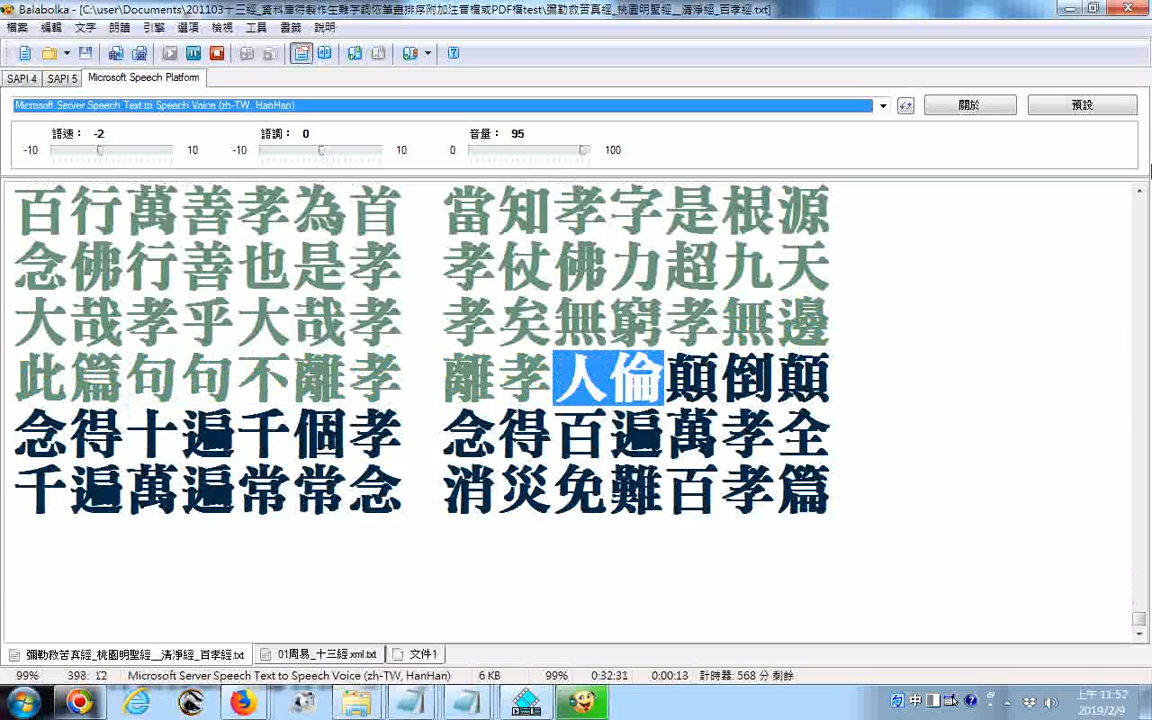 Balabolka - [C:\user\Documents\201103十三經_資料庫待製作生難字詞依筆畫排序附加注音檔或PDF檔test\彌勒救苦真經_桃園明聖經__清淨經_百孝經.txt]
檔案 編輯 文字 朗讀 引擎 選項 檢視 工具 書籤 說明
SAPI 4 SAPI 5 Microsoft Speech Platform
Microsoft Server Speech Text to Speech Voice (zh-TW, HanHan) 關於 預設
語速： -2 語調： 0 音量： 95
-10 10 -10 10 0 100
百行萬善孝為首 當知孝字是根源
念佛行善也是孝 孝仗佛力超九天
大哉孝乎大哉孝 孝矣無窮孝無邊
此篇句句不離孝 離孝人倫顛倒顛
念得十遍千個孝 念得百遍萬孝全
千遍萬遍常常念 消災免難百孝篇
彌勒救苦真經_桃園明聖經__清淨經_百孝經.txt 01周易_十三經.xml.txt 文件1
99% 398: 12 Microsoft Server Speech Text to Speech Voice (zh-TW, HanHan) 6 KB 99% 0:32:31 0:00:13 計時器: 568 分 剩餘
中 上午 11:52
2019/2/9